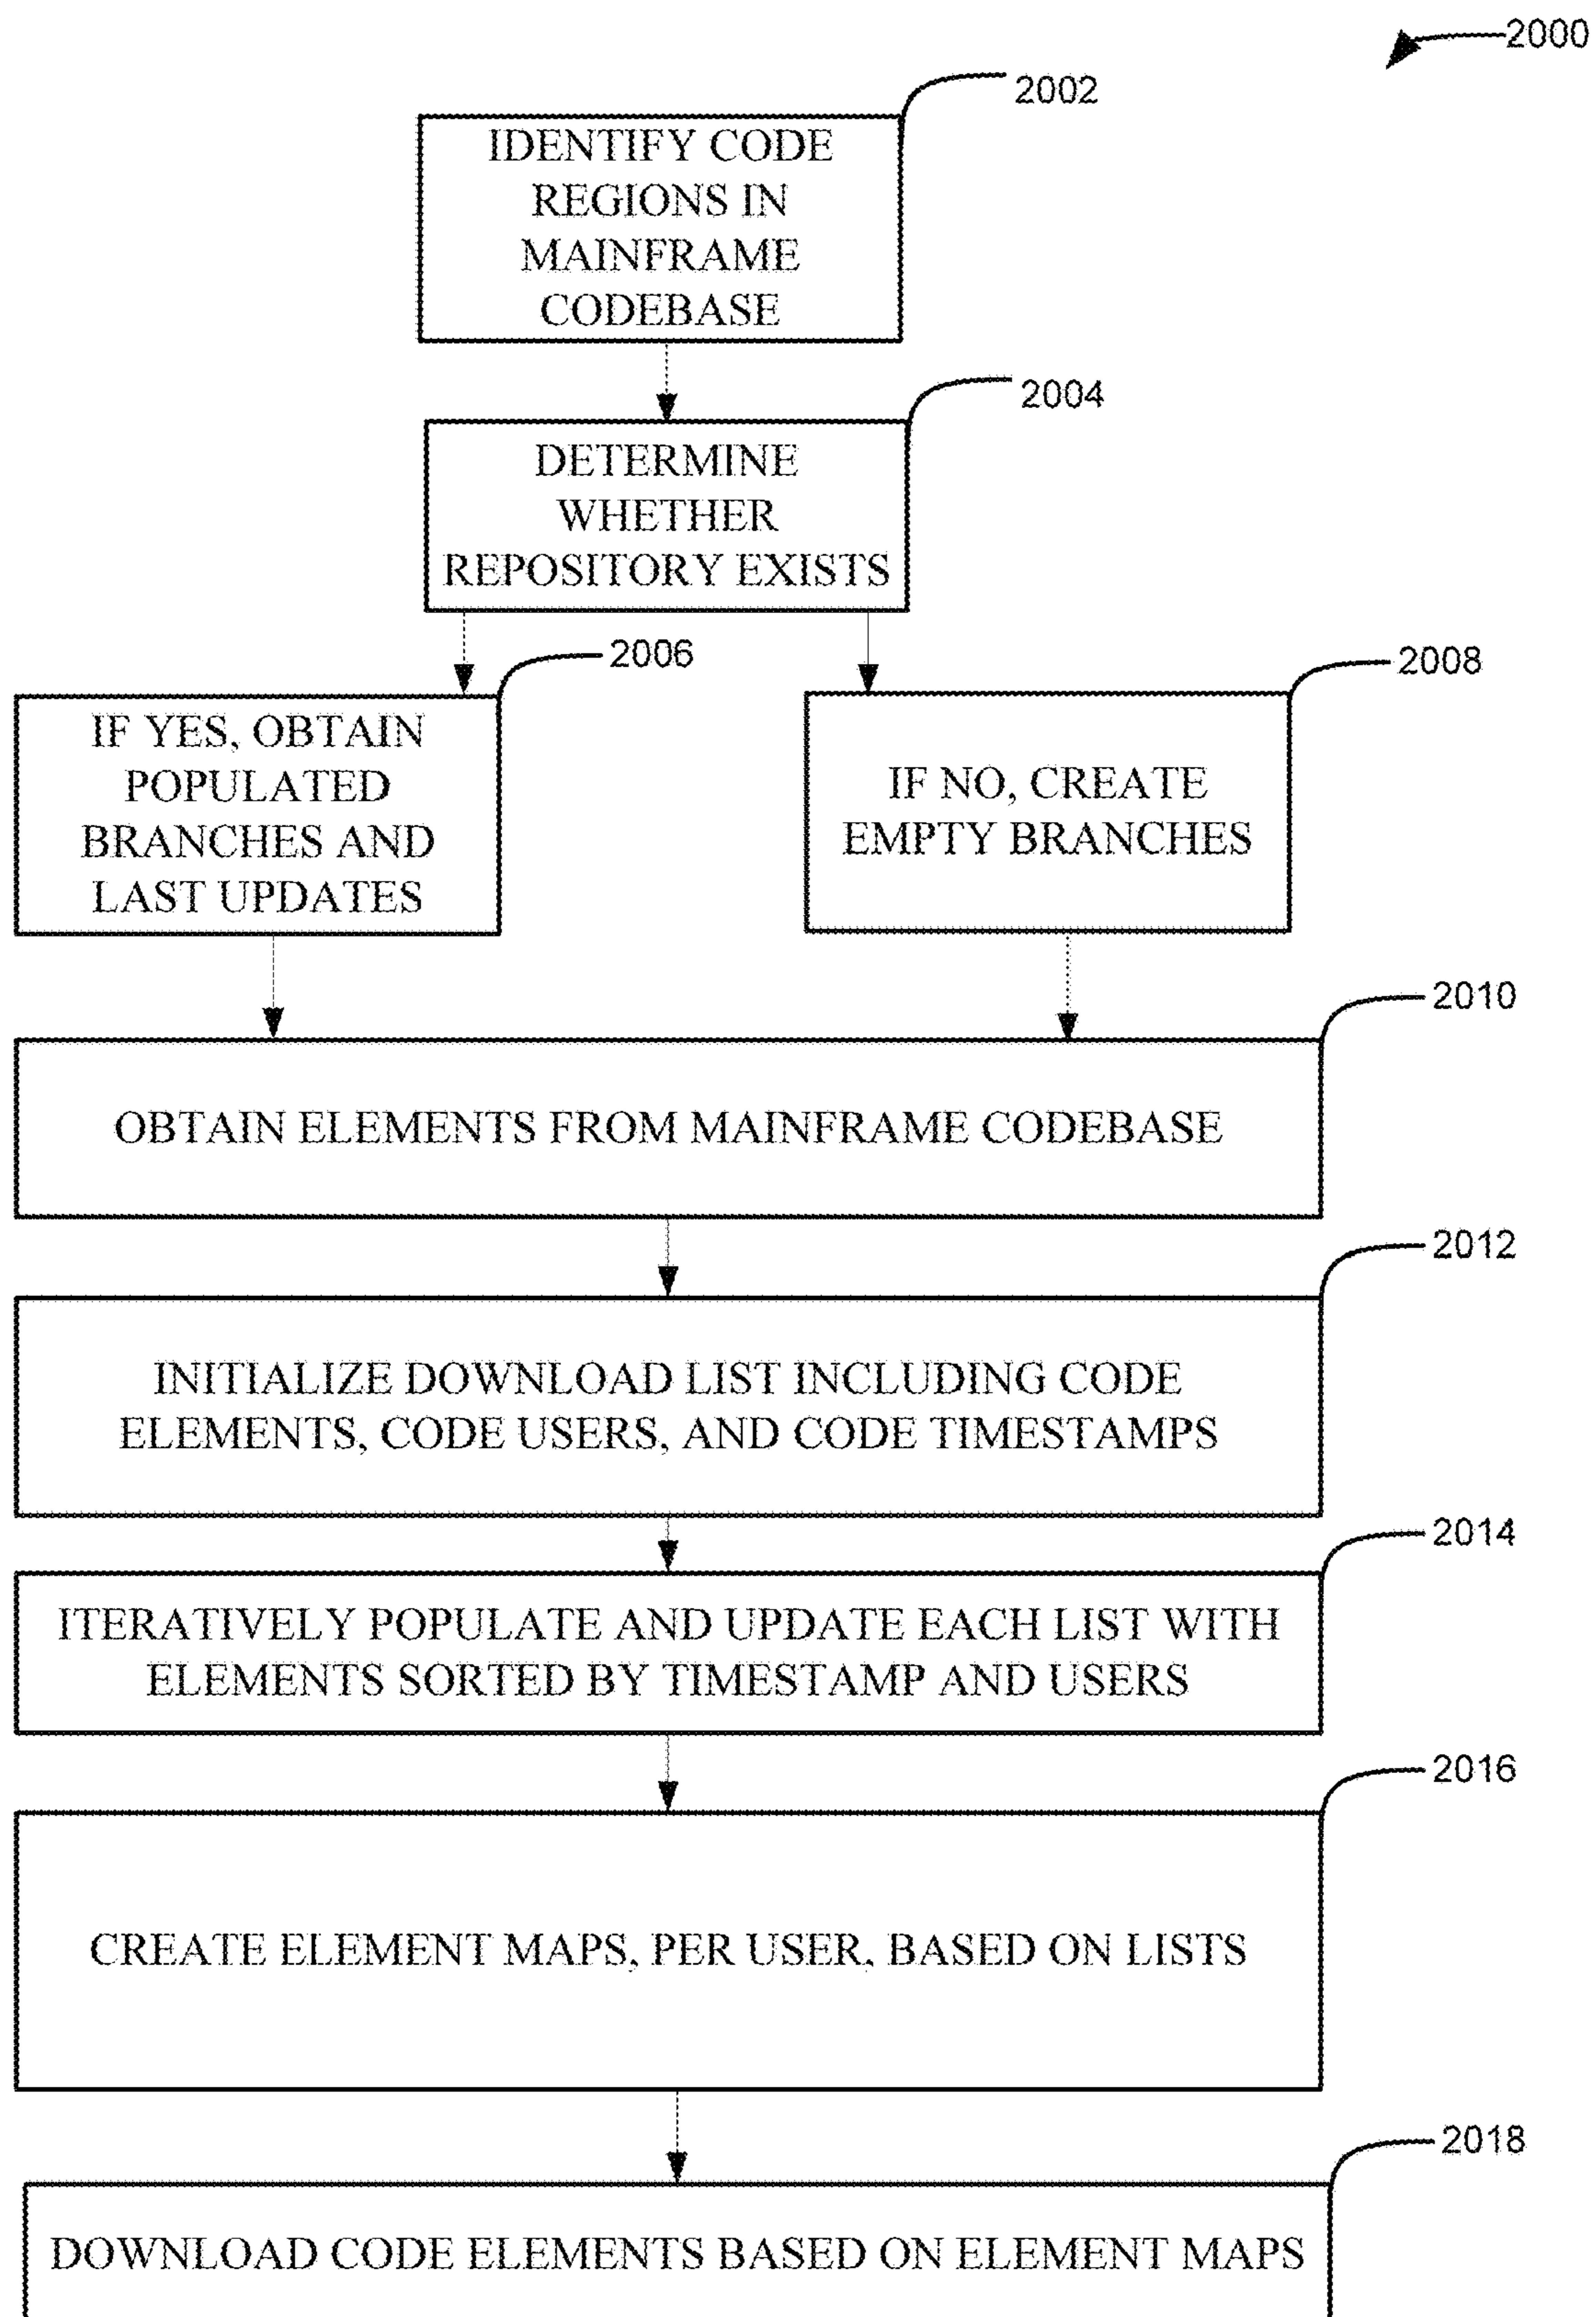 2000
2002
IDENTIFY CODE
REGIONS IN
MAINFRAME
CODEBASE
2004
DETERMINE
WHETHER
REPOSITORY EXISTS
2006
IF YES, OBTAIN
POPULATED
BRANCHES AND
LAST UPDATES
2008
IF NO, CREATE
EMPTY BRANCHES
2010
OBTAIN ELEMENTS FROM MAINFRAME CODEBASE
2012
INITIALIZE DOWNLOAD LIST INCLUDING CODE
ELEMENTS, CODE USERS, AND CODE TIMESTAMPS
2014
ITERATIVELY POPULATE AND UPDATE EACH LIST WITH
ELEMENTS SORTED BY TIMESTAMP AND USERS
2016
CREATE ELEMENT MAPS, PER USER, BASED ON LISTS
2018
DOWNLOAD CODE ELEMENTS BASED ON ELEMENT MAPS